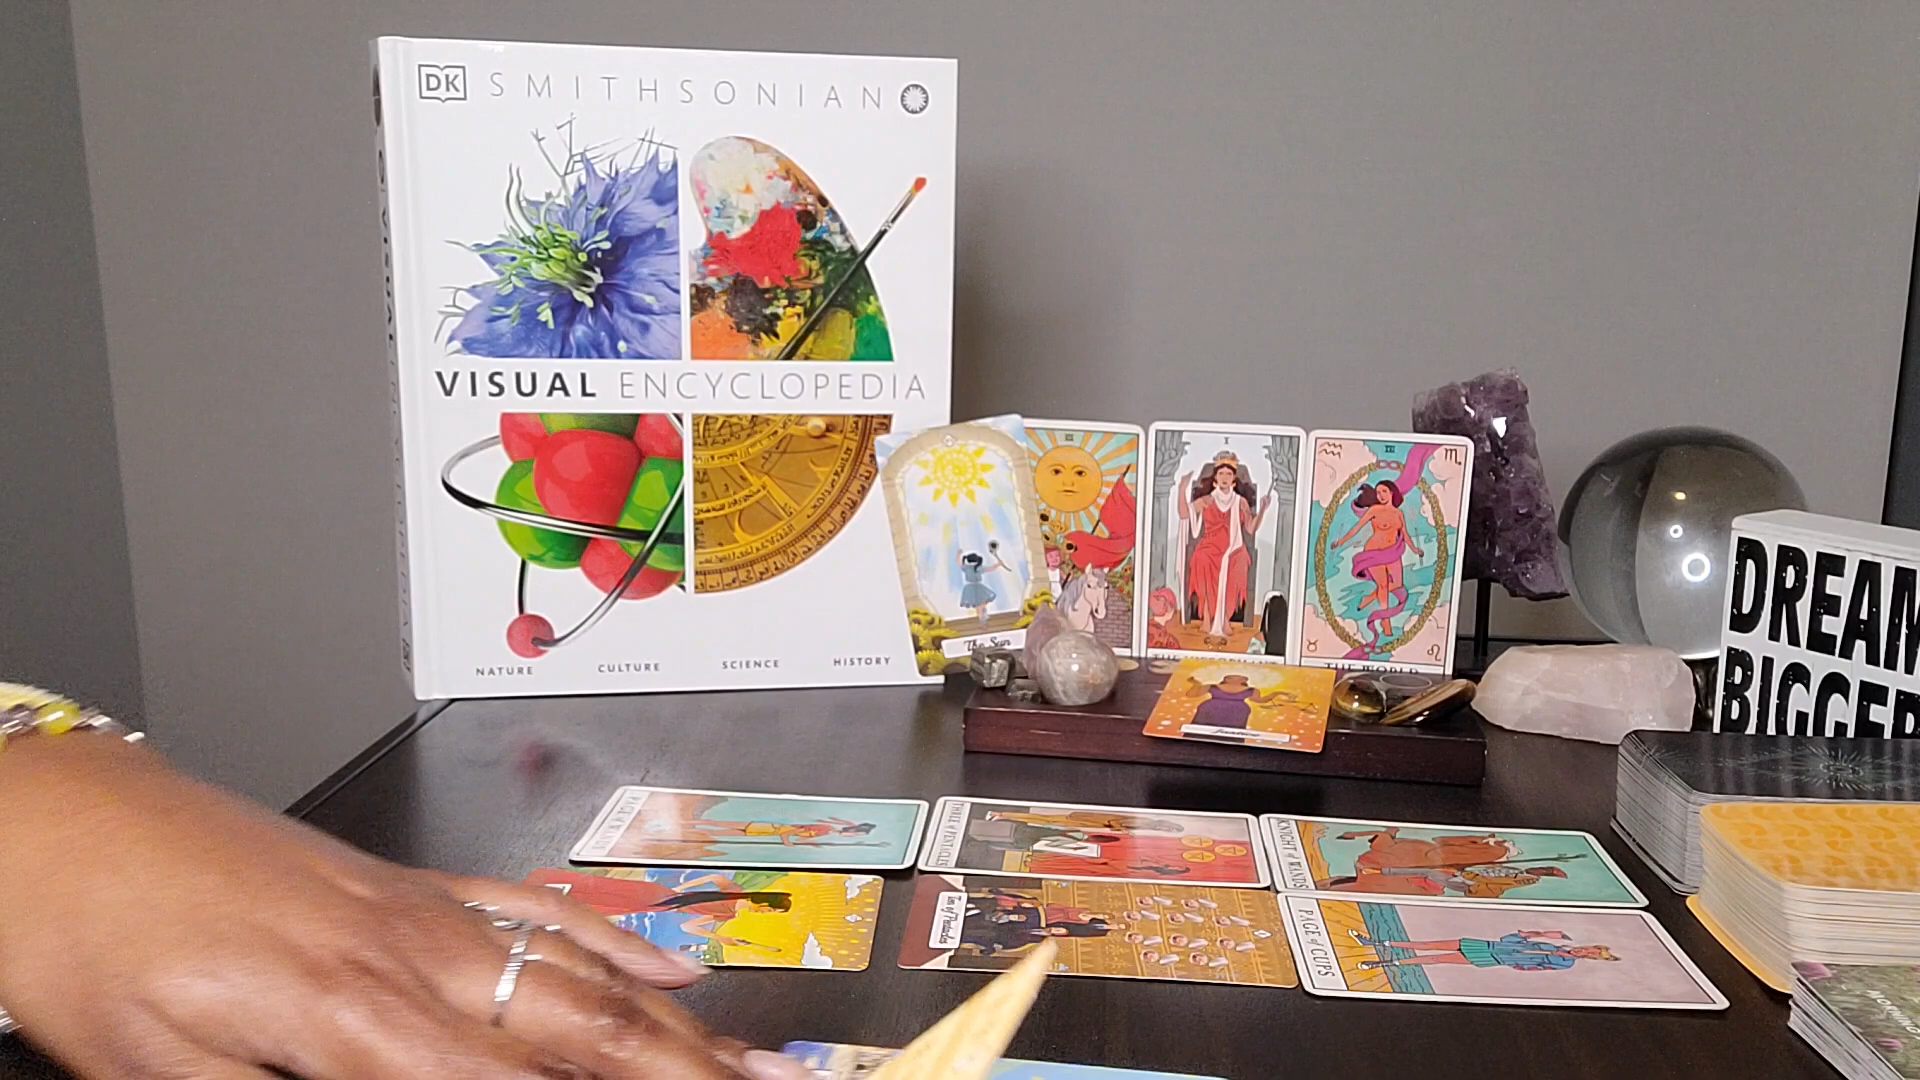 DK SMITHSONIAN
VISUAL ENCYCLOPEDIA
NATURE CULTURE SCIENCE HISTORY
The Sun
I
THE WORLD
DREAM
BIGGER
THREE of PENTACLES
KNIGHT of WANDS
Ten of Pentacles
PAGE of CUPS
MORNING